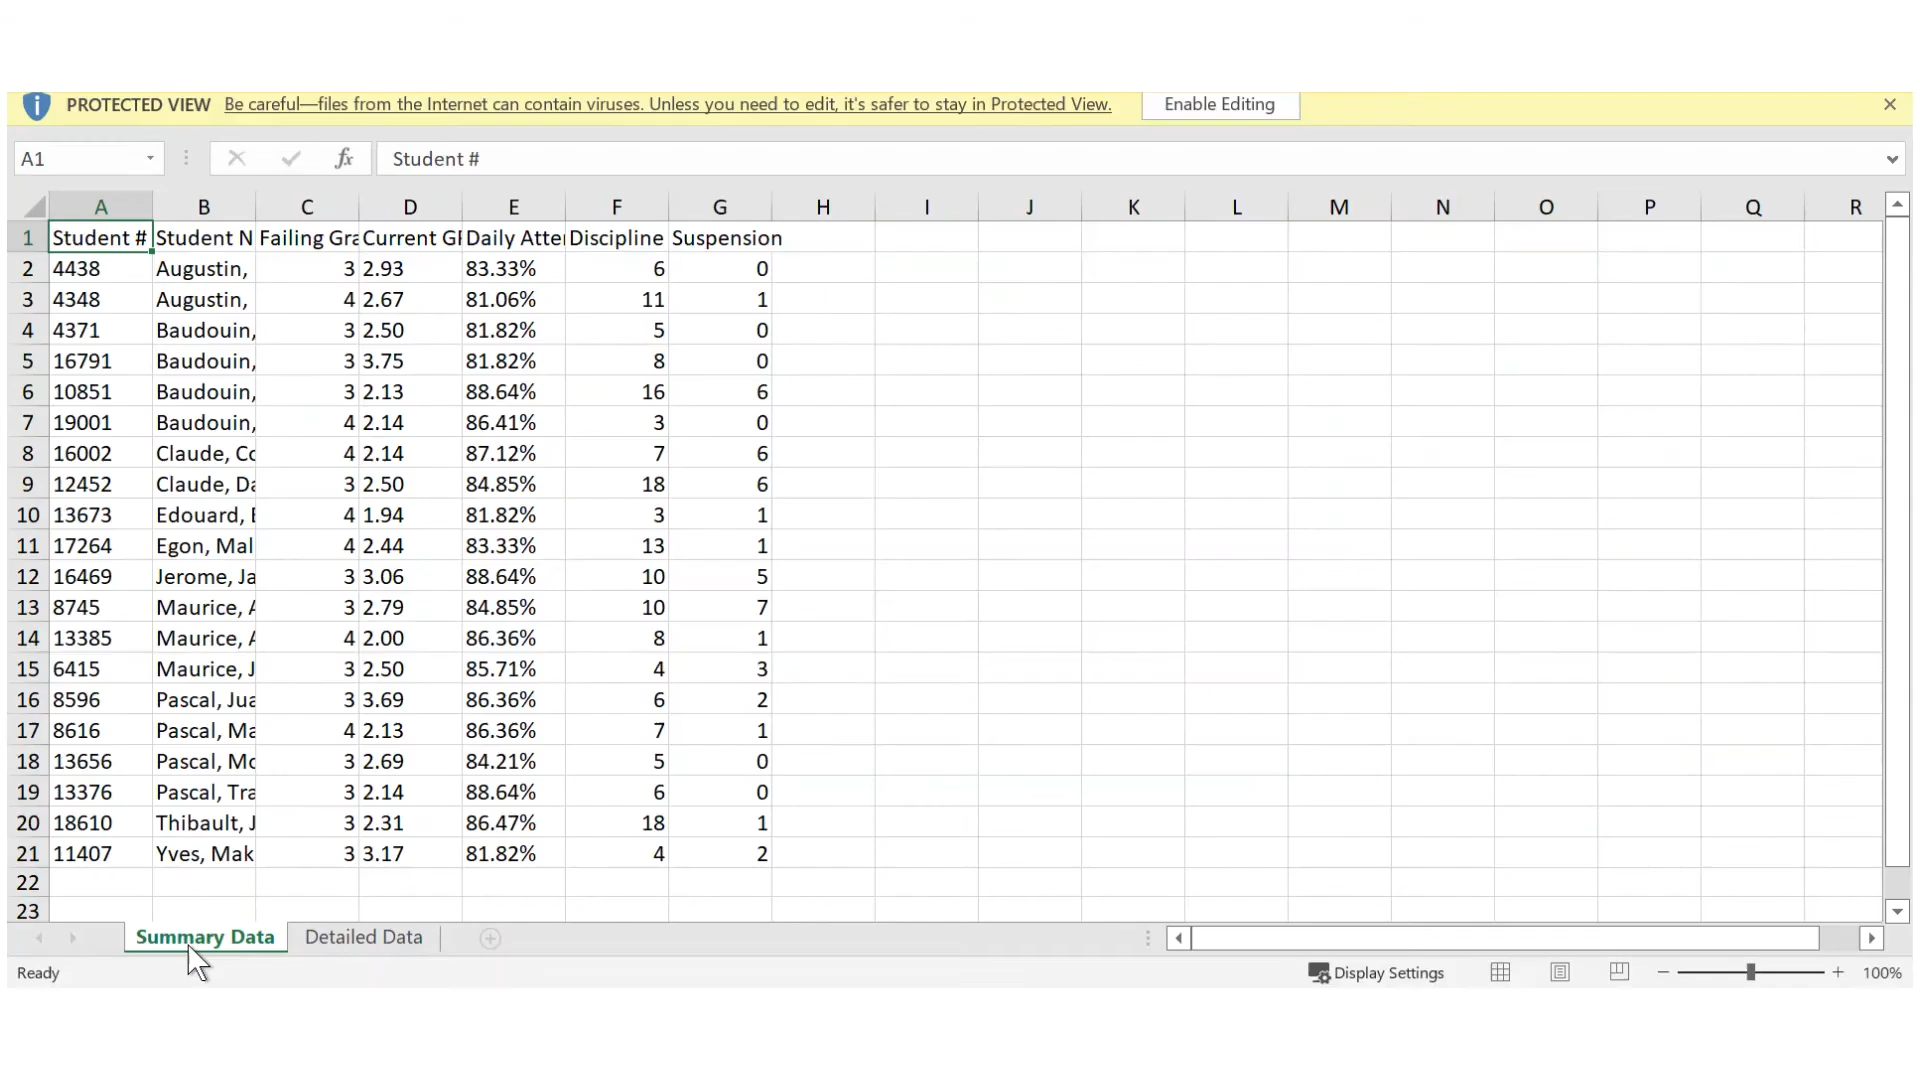 PROTECTED VIEW Be careful—files from the Internet can contain viruses. Unless you need to edit, it's safer to stay in Protected View. Enable Editing
A1 fx Student #
A B C D E F G H I J K L M N O P Q R
1 Student # Student N Failing Gra Current GP Daily Atter Discipline Suspension
2 4438 Augustin, 3 2.93 83.33% 6 0
3 4348 Augustin, 4 2.67 81.06% 11 1
4 4371 Baudouin, 3 2.50 81.82% 5 0
5 16791 Baudouin, 3 3.75 81.82% 8 0
6 10851 Baudouin, 3 2.13 88.64% 16 6
7 19001 Baudouin, 4 2.14 86.41% 3 0
8 16002 Claude, Co 4 2.14 87.12% 7 6
9 12452 Claude, Da 3 2.50 84.85% 18 6
10 13673 Edouard, E 4 1.94 81.82% 3 1
11 17264 Egon, Mal 4 2.44 83.33% 13 1
12 16469 Jerome, Ja 3 3.06 88.64% 10 5
13 8745 Maurice, A 3 2.79 84.85% 10 7
14 13385 Maurice, A 4 2.00 86.36% 8 1
15 6415 Maurice, J 3 2.50 85.71% 4 3
16 8596 Pascal, Jua 3 3.69 86.36% 6 2
17 8616 Pascal, Ma 4 2.13 86.36% 7 1
18 13656 Pascal, Mo 3 2.69 84.21% 5 0
19 13376 Pascal, Tra 3 2.14 88.64% 6 0
20 18610 Thibault, J 3 2.31 86.47% 18 1
21 11407 Yves, Mak 3 3.17 81.82% 4 2
22
23
Summary Data Detailed Data
Ready Display Settings 100%